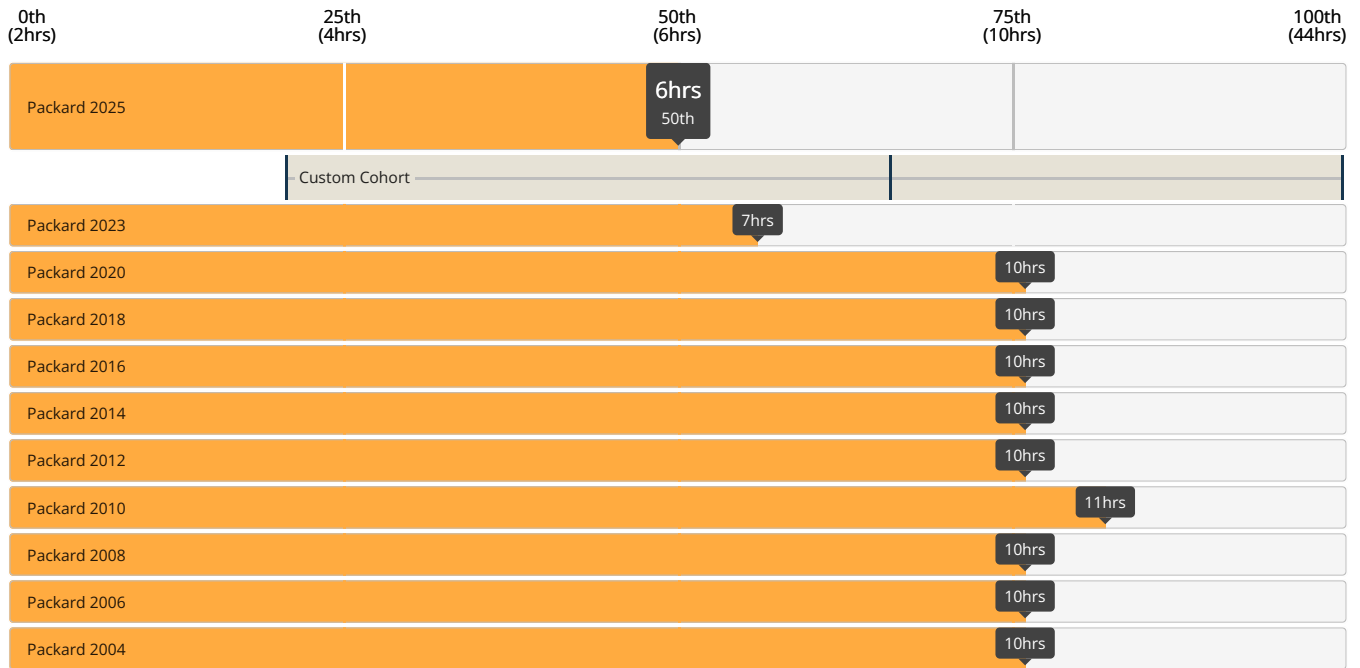 0th 25th 50th 75th 100th
(2hrs) (4hrs) (6hrs) (10hrs) (44hrs)
Packard 2025
6hrs
50th
Custom Cohort
Packard 2023 7hrs
Packard 2020 10hrs
Packard 2018 10hrs
Packard 2016 10hrs
Packard 2014 10hrs
Packard 2012 10hrs
Packard 2010 11hrs
Packard 2008 10hrs
Packard 2006 10hrs
Packard 2004 10hrs